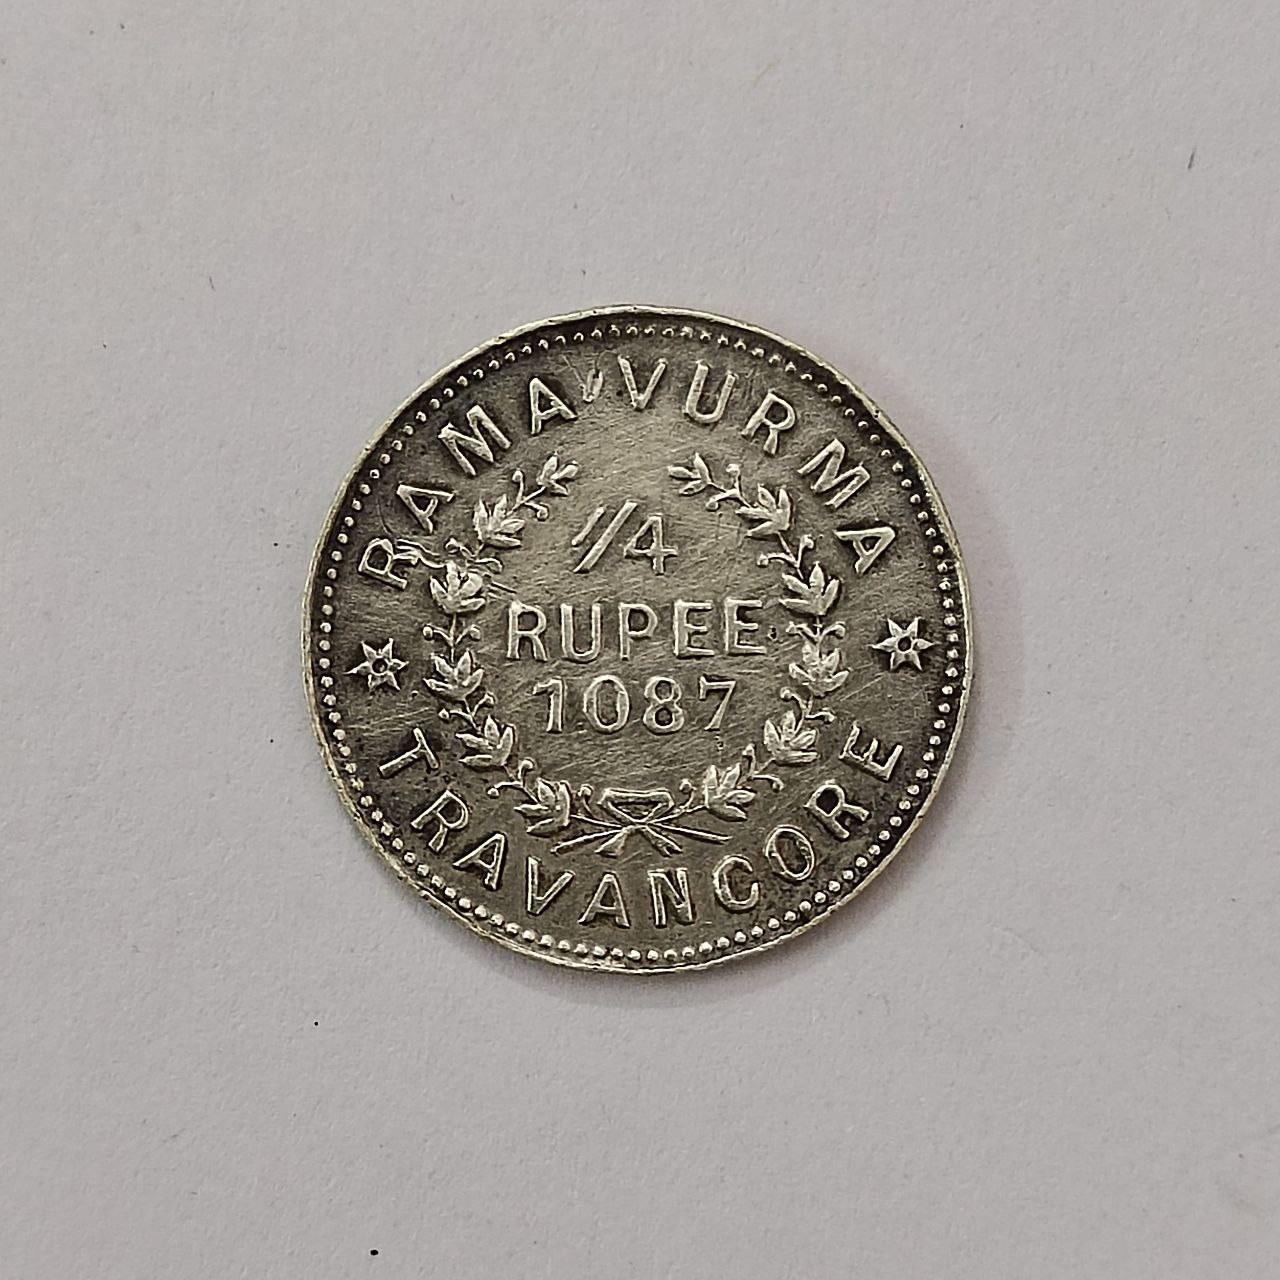 RAMA VURMA
1/4
RUPEE
1087
TRAVANCORE